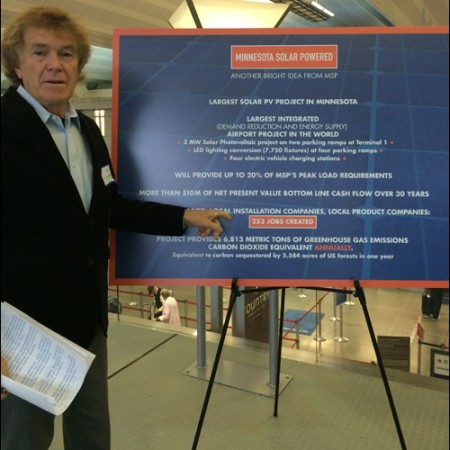 MINNESOTA SOLAR POWERED
ANOTHER BRIGHT IDEA FROM MSP
LARGEST SOLAR PV PROJECT IN MINNESOTA
LARGEST INTEGRATED
(DEMAND REDUCTION AND ENERGY SUPPLY)
AIRPORT PROJECT IN THE WORLD
3 MW Solar Photovoltaic project on two parking ramps at Terminal 1
LED lighting conversion (7,750 fixtures) at four parking ramps
Four electric vehicle charging stations
WILL PROVIDE UP TO 20% OF MSP'S PEAK LOAD REQUIREMENTS
MORE THAN $10M OF NET PRESENT VALUE BOTTOM LINE CASH FLOW OVER 30 YEARS
LOCAL INSTALLATION COMPANIES, LOCAL PRODUCT COMPANIES:
253 JOBS CREATED
PROJECT PROVIDES 6,813 METRIC TONS OF GREENHOUSE GAS EMISSIONS
CARBON DIOXIDE EQUIVALENT ANNUALLY.
Equivalent to carbon sequestered by 5,584 acres of US forests in one year